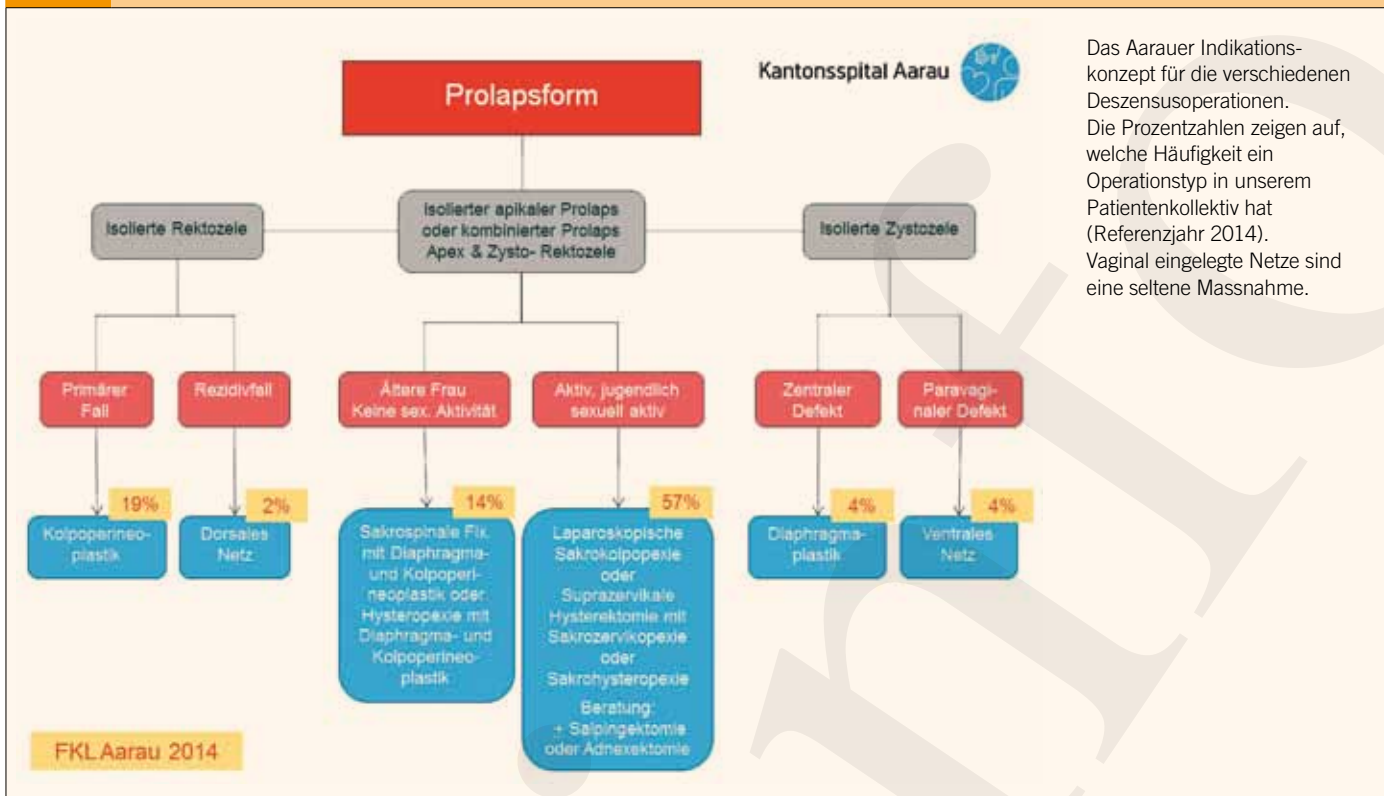 Prolapsform
Kantonsspital Aarau
Das Aarauer Indikations-
konzept für die verschiedenen
Deszensusoperationen.
Die Prozentzahlen zeigen auf,
welche Häufigkeit ein
Operationstyp in unserem
Patientenkollektiv hat
(Referenzjahr 2014).
Vaginal eingelegte Netze sind
eine seltene Massnahme.
Isolierte Rektozele
Isolierter apikaler Prolaps
oder kombinierter Prolaps
Apex & Zysto- Rektozele
Isolierte Zystozele
Primärer
Fall
Rezidivfall
Ältere Frau
Keine sex. Aktivität
Aktiv, jugendlich
sexuell aktiv
Zentraler
Defekt
Paravagi-
naler Defekt
19%
Kolpoperineo-
plastik
2%
Dorsales
Netz
14%
Sakrospinale Fix.
mit Diaphragma-
und Kolpoperi-
neoplastik oder
Hysteropexie mit
Diaphragma- und
Kolpoperineo-
plastik
57%
Laparoskopische
Sakrokolpopexie
oder
Suprazervikale
Hysterektomie mit
Sakrozervikopexie
oder
Sakrohysteropexie
Beratung:
+ Salpingektomie
oder Adnexektomie
4%
Diaphragma-
plastik
4%
Ventrales
Netz
FKL Aarau 2014